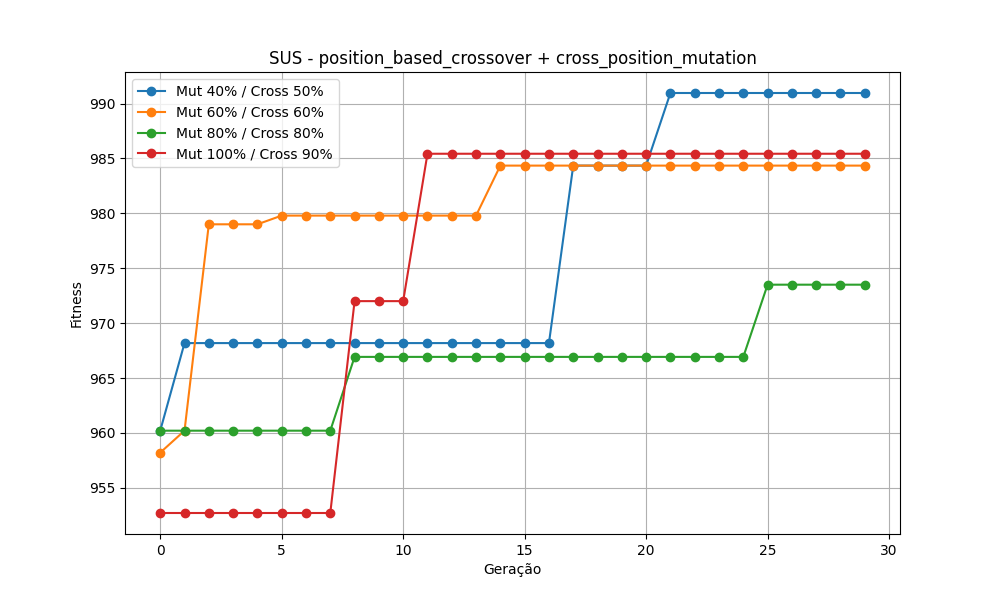 SUS - position_based_crossover + cross_position_mutation
Mut 40% / Cross 50%
Mut 60% / Cross 60%
Mut 80% / Cross 80%
Mut 100% / Cross 90%
Fitness
990
985
980
975
970
965
960
955
0 5 10 15 20 25 30
Geração